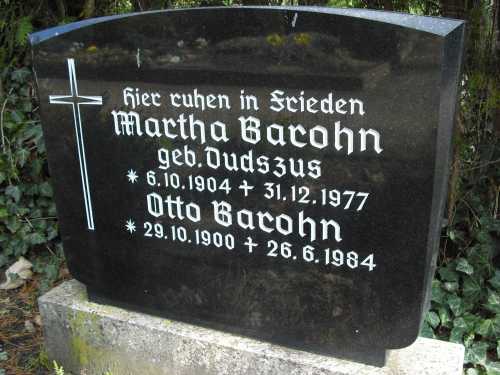 Hier ruhen in Frieden
Martha Barohn
geb. Dudszus
* 6.10.1904 + 31.12.1977
Otto Barohn
* 29.10.1900 + 26.6.1984